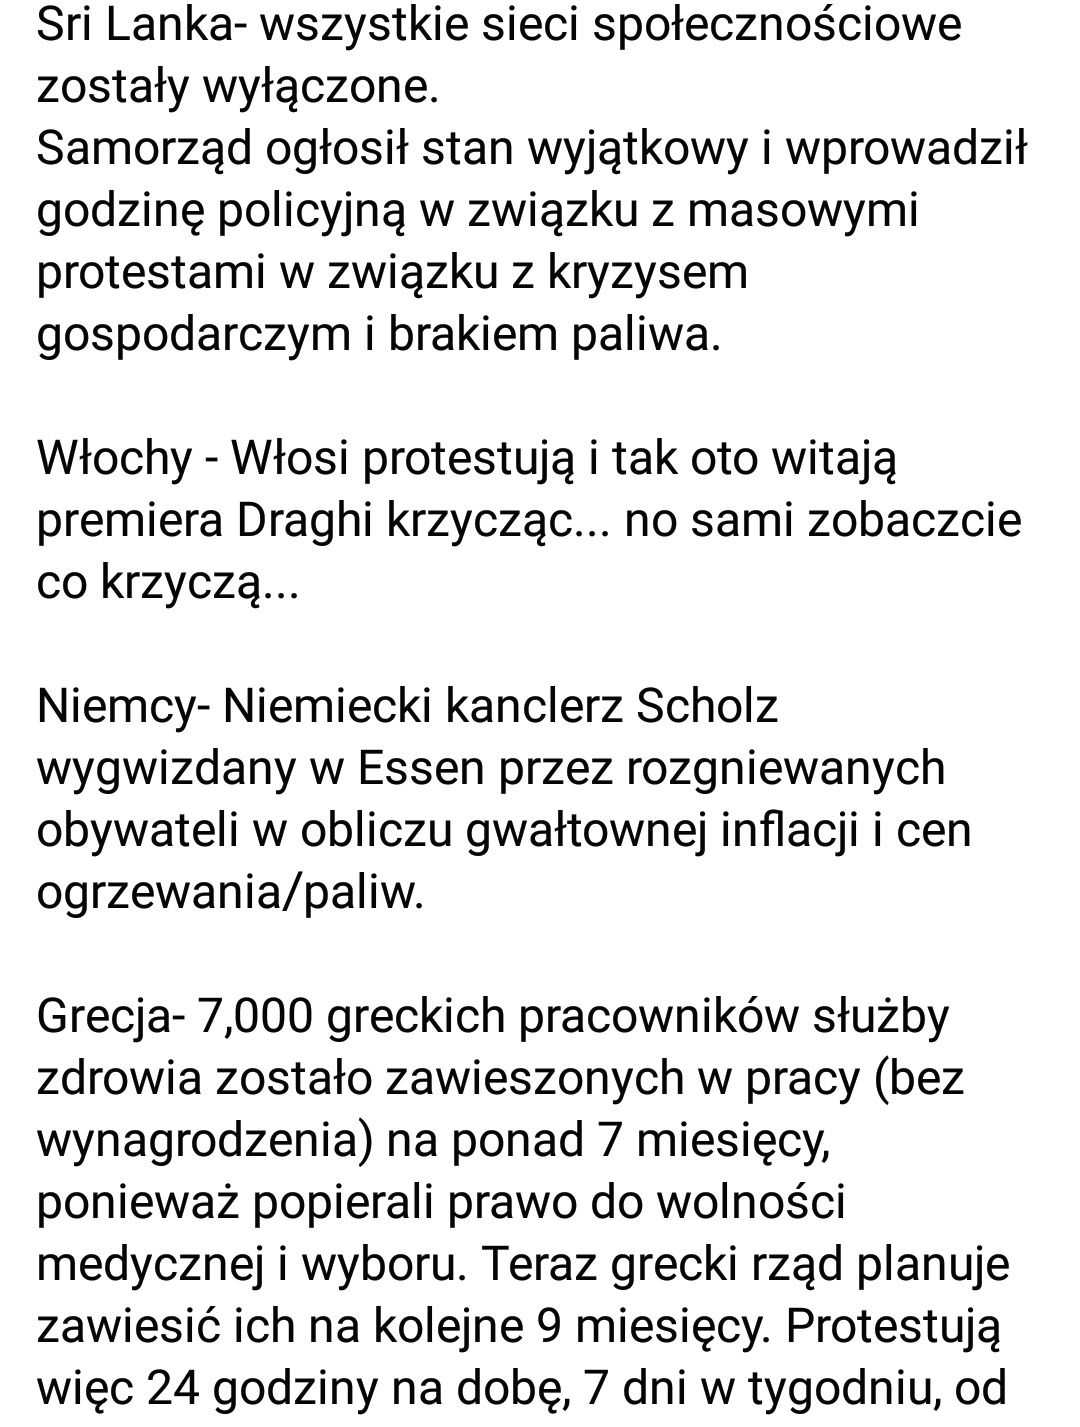 Sri Lanka- wszystkie sieci społecznościowe
zostały wyłączone.
Samorząd ogłosił stan wyjątkowy i wprowadził
godzinę policyjną w związku z masowymi
protestami w związku z kryzysem
gospodarczym i brakiem paliwa.

Włochy - Włosi protestują i tak oto witają
premiera Draghi krzycząc... no sami zobaczcie
co krzyczą...

Niemcy- Niemiecki kanclerz Scholz
wygwizdany w Essen przez rozgniewanych
obywateli w obliczu gwałtownej inflacji i cen
ogrzewania/paliw.

Grecja- 7,000 greckich pracowników służby
zdrowia zostało zawieszonych w pracy (bez
wynagrodzenia) na ponad 7 miesięcy,
ponieważ popierali prawo do wolności
medycznej i wyboru. Teraz grecki rząd planuje
zawiesić ich na kolejne 9 miesięcy. Protestują
więc 24 godziny na dobę, 7 dni w tygodniu, od